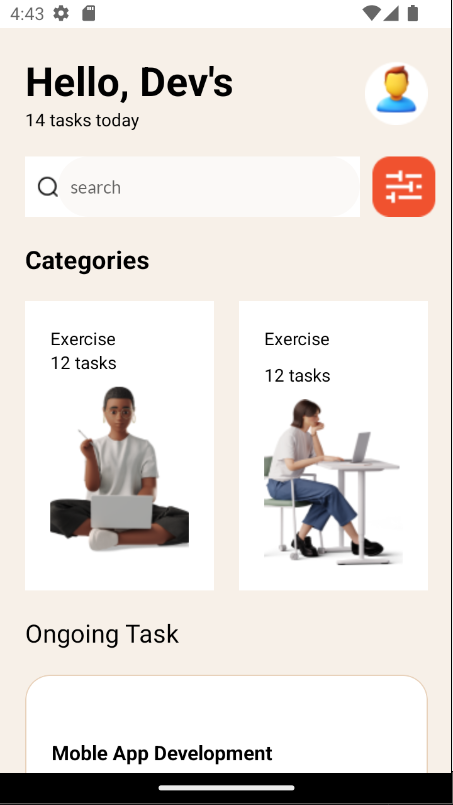 4:43
Hello, Dev's
14 tasks today
search
Categories
Exercise
12 tasks
Exercise
12 tasks
Ongoing Task
Moble App Development